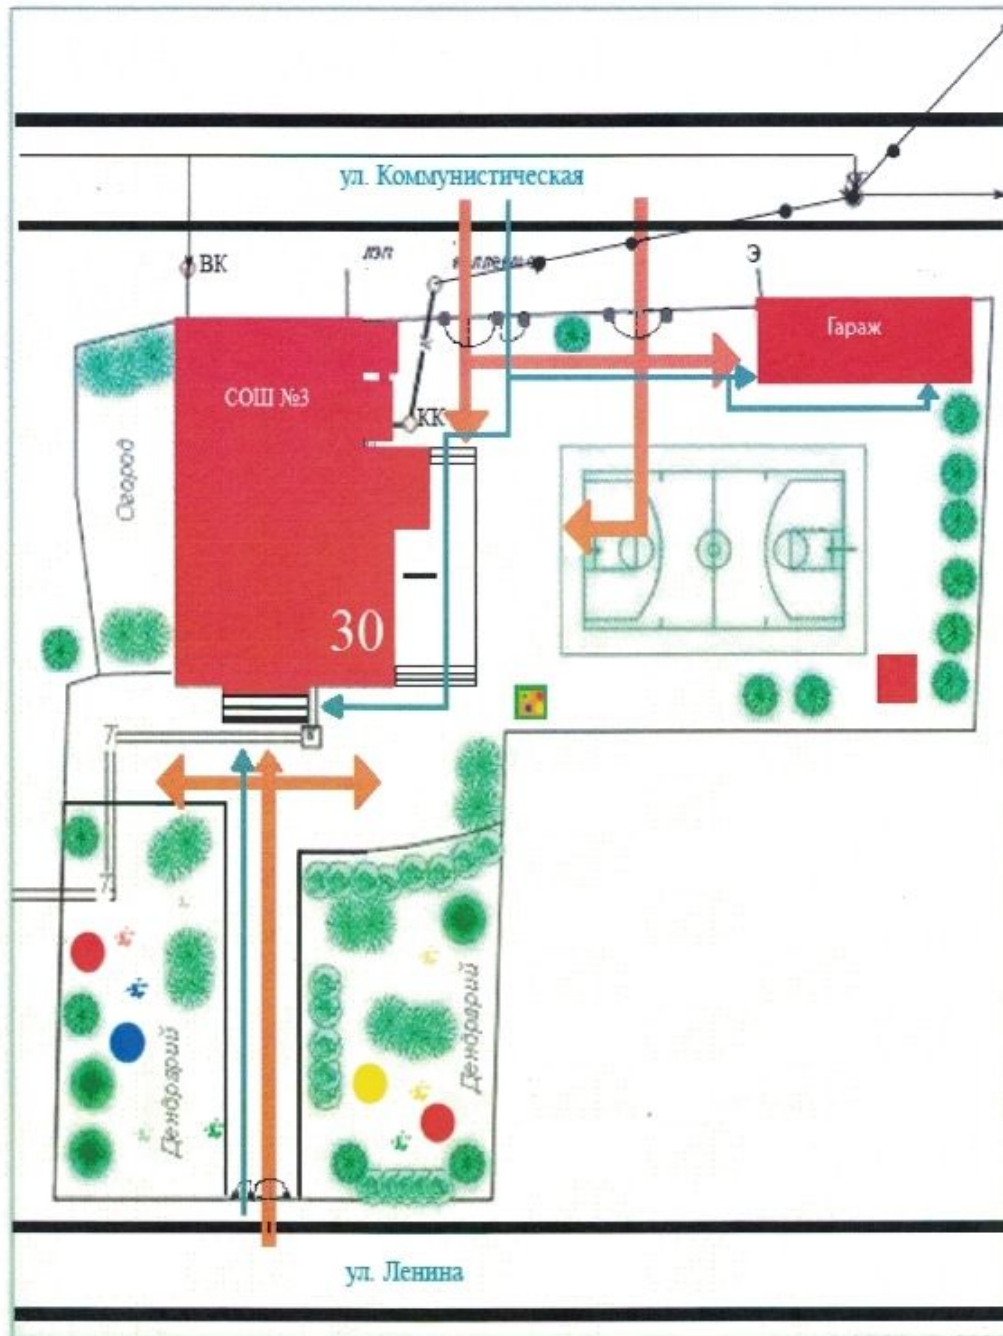 ул. Коммунистическая
ВК
лэп
Э
Гараж
СОШ №3
к
КК
Огород
30
Т
Т
Дендрарий
Дендрарий
ул. Ленина